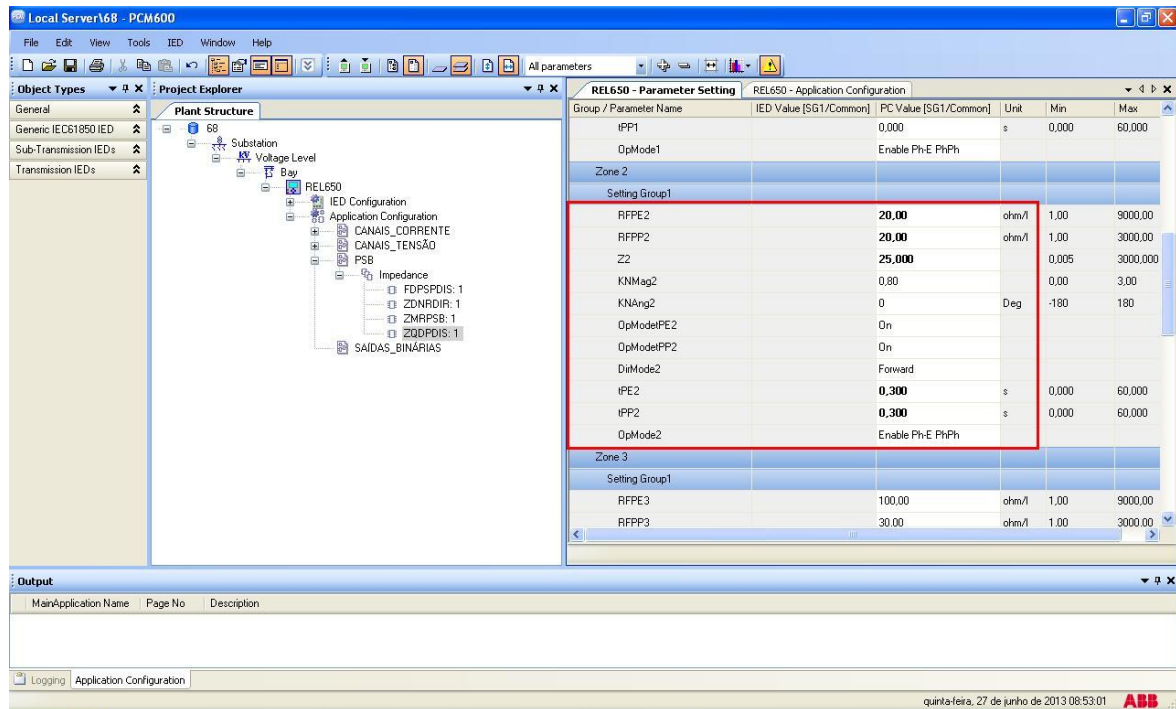 Local Server\68 - PCM600
File Edit View Tools IED Window Help
All parameters
Object Types
General
Generic IEC61850 IED
Sub-Transmission IEDs
Transmission IEDs
Project Explorer
Plant Structure
68
Substation
Voltage Level
Bay
REL650
IED Configuration
Application Configuration
CANAIS_CORRENTE
CANAIS_TENSÃO
PSB
Impedance
FDPSPDIS: 1
ZDNRDIR: 1
ZMRPSB: 1
ZQDPDIS: 1
SAÍDAS_BINÁRIAS
REL650 - Parameter Setting REL650 - Application Configuration
Group / Parameter Name IED Value [SG1/Common] PC Value [SG1/Common] Unit Min Max
tPP1 0,000 s 0,000 60,000
OpMode1 Enable Ph-E PhPh
Zone 2
Setting Group1
RFPE2 20,00 ohm/l 1,00 9000,00
RFPP2 20,00 ohm/l 1,00 3000,00
Z2 25,000 0,005 3000,000
KNMag2 0,80 0,00 3,00
KNAng2 0 Deg -180 180
OpModetPE2 On
OpModetPP2 On
DirMode2 Forward
tPE2 0,300 s 0,000 60,000
tPP2 0,300 s 0,000 60,000
OpMode2 Enable Ph-E PhPh
Zone 3
Setting Group1
RFPE3 100,00 ohm/l 1,00 9000,00
RFPP3 30,00 ohm/l 1,00 3000,00
Output
MainApplication Name Page No Description
Logging Application Configuration
quinta-feira, 27 de junho de 2013 08:53:01 ABB